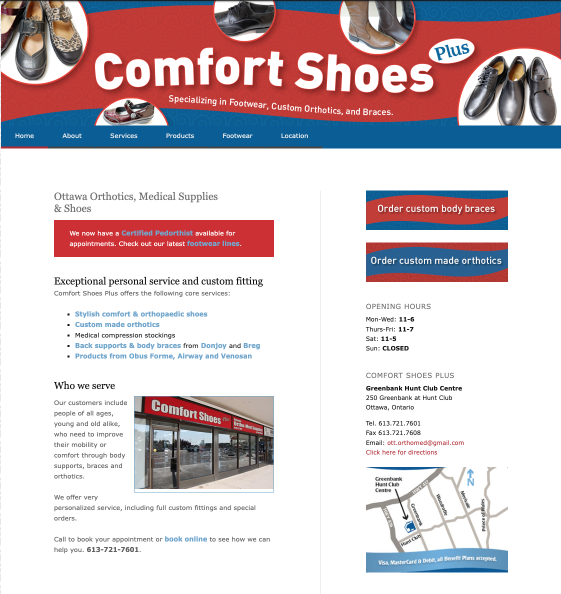 Comfort Shoes Plus
Specializing in Footwear, Custom Orthotics, and Braces.
Home About Services Products Footwear Location
Ottawa Orthotics, Medical Supplies
& Shoes
We now have a Certified Pedorthist available for
appointments. Check out our latest footwear lines.
Exceptional personal service and custom fitting
Comfort Shoes Plus offers the following core services:
Stylish comfort & orthopaedic shoes
Custom made orthotics
Medical compression stockings
Back supports & body braces from Donjoy and Breg
Products from Obus Forme, Airway and Venosan
Who we serve
Our customers include
people of all ages,
young and old alike,
who need to improve
their mobility or
comfort through body
supports, braces and
orthotics.
Comfort Shoes
We offer very
personalized service, including full custom fittings and special
orders.
Call to book your appointment or book online to see how we can
help you. 613-721-7601.
Order custom body braces
Order custom made orthotics
OPENING HOURS
Mon-Wed: 11-6
Thurs-Fri: 11-7
Sat: 11-5
Sun: CLOSED
COMFORT SHOES PLUS
Greenbank Hunt Club Centre
250 Greenbank at Hunt Club
Ottawa, Ontario
Tel. 613.721.7601
Fax 613.721.7608
Email: ott.orthomed@gmail.com
Click here for directions
Greenbank
Hunt Club
Centre
N
Greenbank
Woodroffe
Merivale
Prince of Wales
Hunt Club
Visa, MasterCard & Debit, all Benefit Plans accepted.